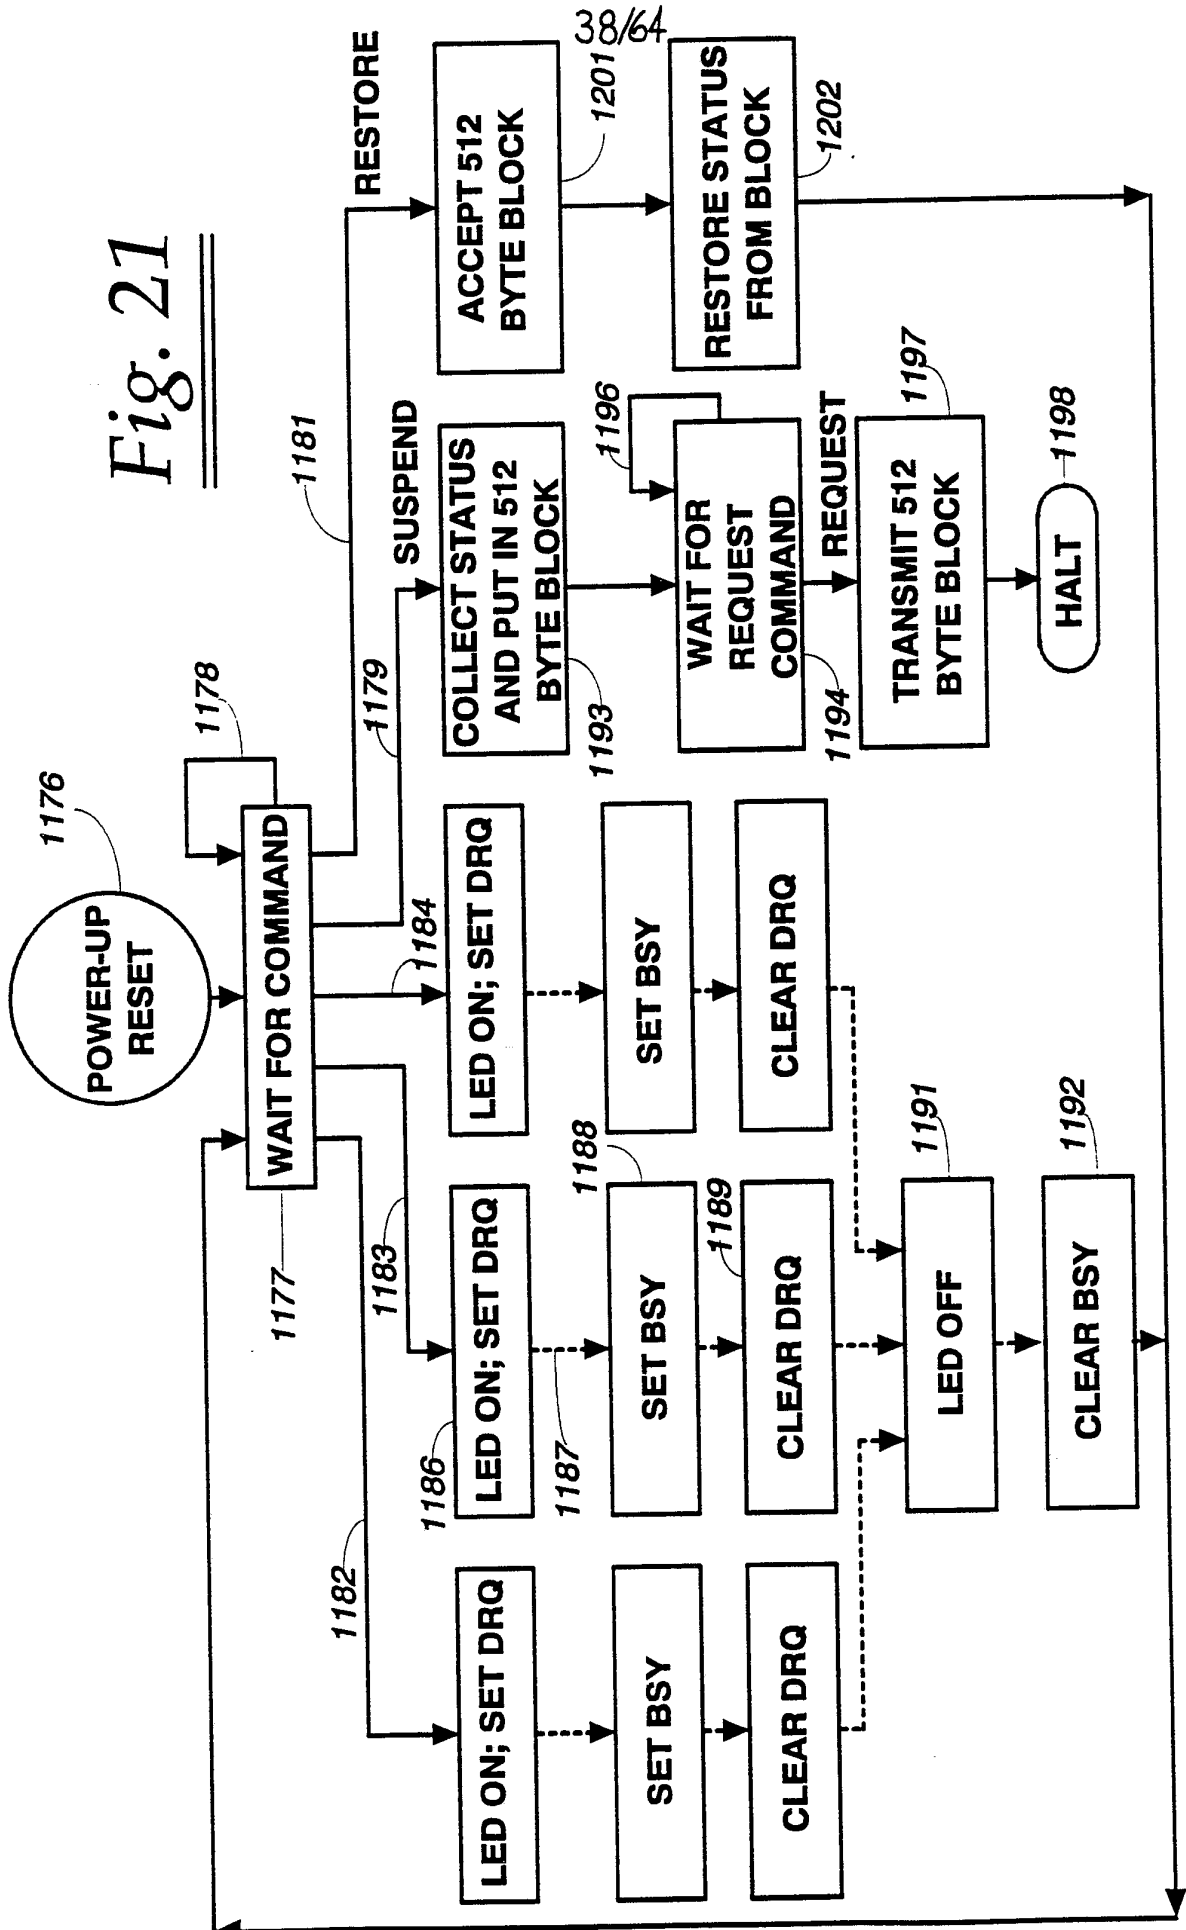 38/64
Fig. 21
POWER-UP
RESET
1176
WAIT FOR COMMAND
1177
1178
1182
1183
1184
1179
1181
SUSPEND
RESTORE
LED ON; SET DRQ
SET BSY
CLEAR DRQ
LED ON; SET DRQ
1186
1187
SET BSY
1188
CLEAR DRQ
1189
LED ON; SET DRQ
SET BSY
CLEAR DRQ
LED OFF
1191
CLEAR BSY
1192
COLLECT STATUS
AND PUT IN 512
BYTE BLOCK
1193
WAIT FOR
REQUEST
COMMAND
1194
1196
REQUEST
TRANSMIT 512
BYTE BLOCK
1197
HALT
1198
ACCEPT 512
BYTE BLOCK
1201
RESTORE STATUS
FROM BLOCK
1202